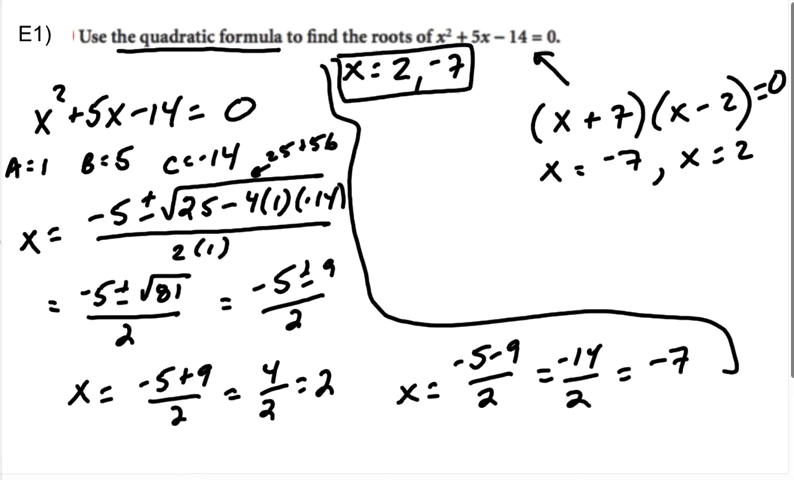 E1) Use the quadratic formula to find the roots of x² + 5x – 14 = 0.
x = 2, -7
x² + 5x - 14 = 0
A = 1 B = 5 C = -14 25 + 56
x = (-5 ± √(25 - 4(1)(-14))) / 2(1)
= (-5 ± √81) / 2 = (-5 ± 9) / 2
x = (-5 + 9) / 2 = 4/2 = 2
x = (-5 - 9) / 2 = -14/2 = -7
(x + 7)(x - 2) = 0
x = -7, x = 2